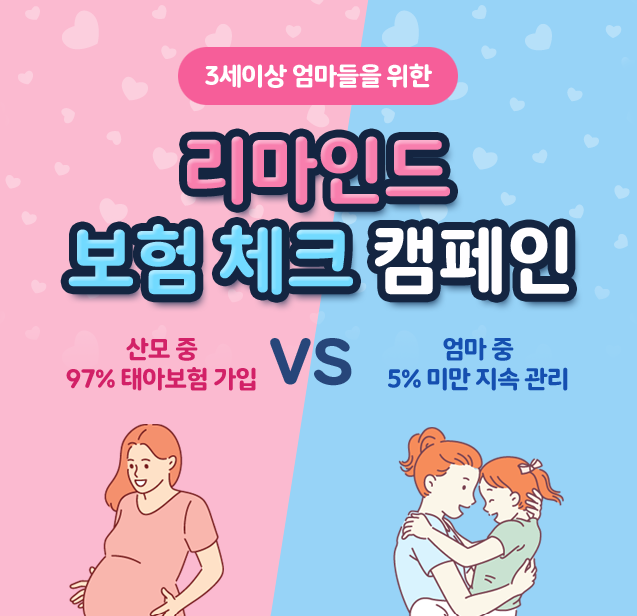 3세이상 엄마들을 위한
리마인드
보험 체크 캠페인
산모 중
97% 태아보험 가입
VS
엄마 중
5% 미만 지속 관리